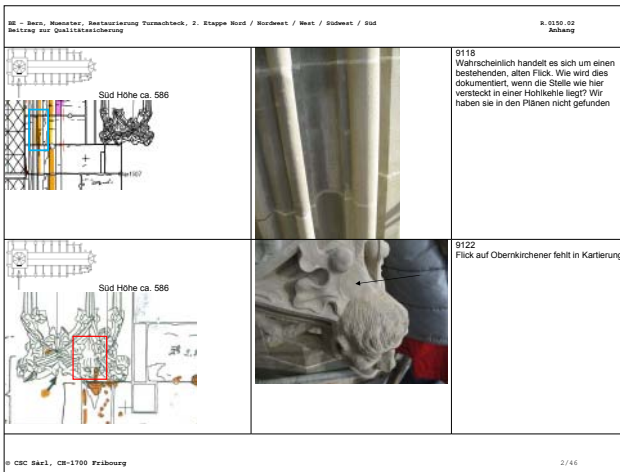 BE – Bern, Muenster, Restaurierung Turmachteck, 2. Etappe Nord / Nordwest / West / Südwest / Süd
Beitrag zur Qualitätssicherung
R.0150.02
Anhang
Süd Höhe ca. 586
9118
Wahrscheinlich handelt es sich um einen
bestehenden, alten Flick. Wie wird dies
dokumentiert, wenn die Stelle wie hier
versteckt in einer Hohlkehle liegt? Wir
haben sie in den Plänen nicht gefunden
Süd Höhe ca. 586
9122
Flick auf Obernkirchener fehlt in Kartierung
© CSC Sàrl, CH-1700 Fribourg
2/46